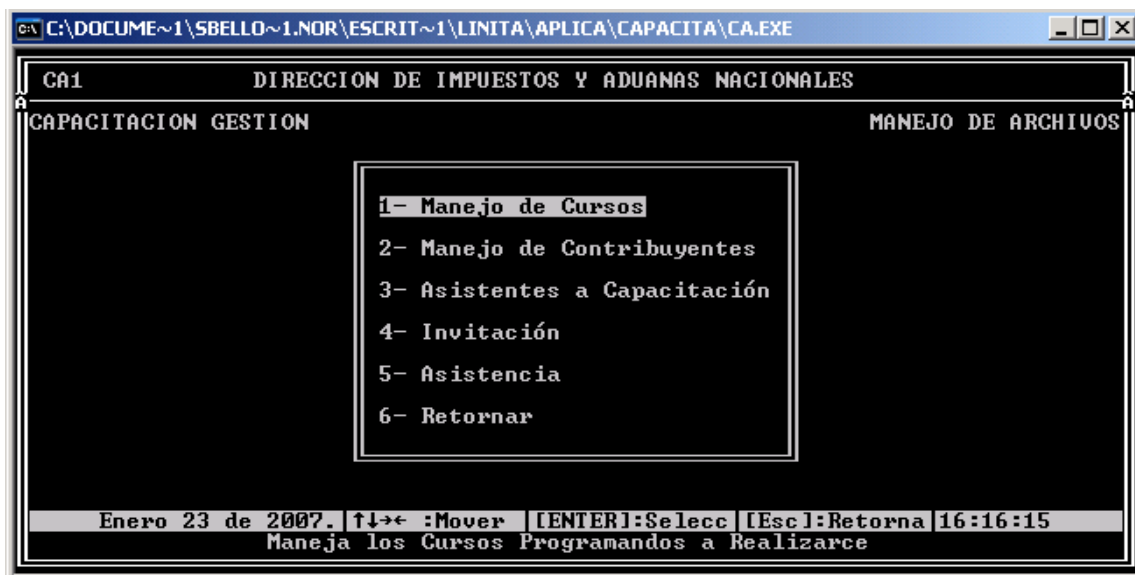 C:\DOCUME~1\SBELLO~1.NOR\ESCRIT~1\LINITA\APLICA\CAPACITA\CA.EXE
CA1 DIRECCION DE IMPUESTOS Y ADUANAS NACIONALES
CAPACITACION GESTION MANEJO DE ARCHIVOS
1- Manejo de Cursos
2- Manejo de Contribuyentes
3- Asistentes a Capacitación
4- Invitación
5- Asistencia
6- Retornar
Enero 23 de 2007. ↑↓→← :Mover [ENTER]:Selecc [Esc]:Retorna 16:16:15
Maneja los Cursos Programandos a Realizarce